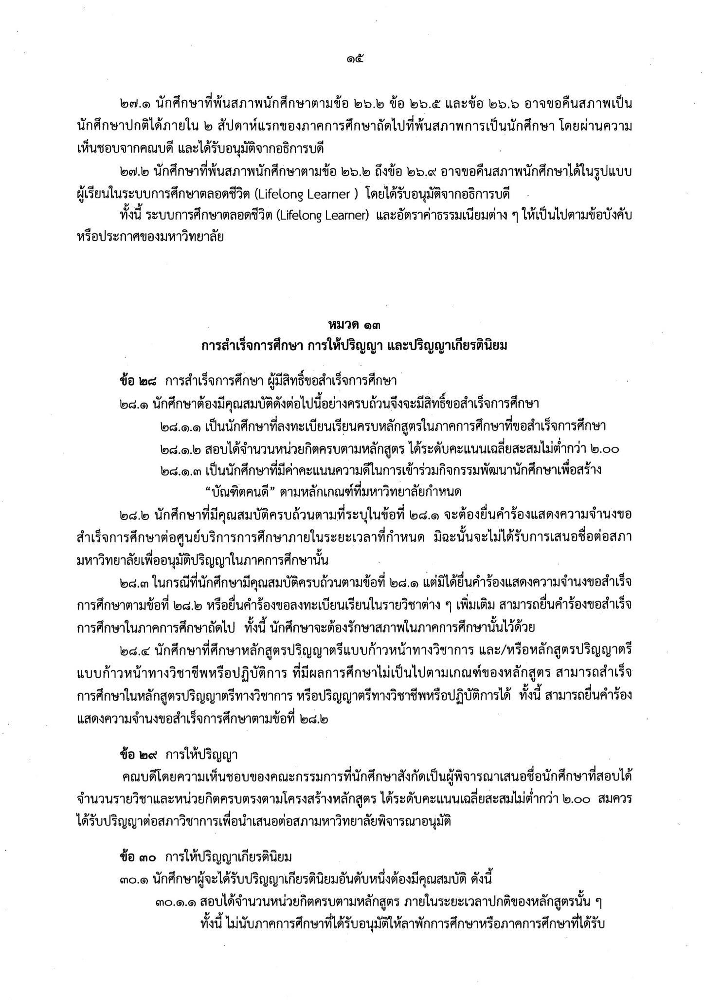 ๑๕
๒๗.๑ นักศึกษาที่พ้นสภาพนักศึกษาตามข้อ ๒๖.๒ ข้อ ๒๖.๕ และข้อ ๒๖.๖ อาจขอคืนสภาพเป็น
นักศึกษาปกติได้ภายใน ๒ สัปดาห์แรกของภาคการศึกษาถัดไปที่พ้นสภาพการเป็นนักศึกษา โดยผ่านความ
เห็นชอบจากคณบดี และได้รับอนุมัติจากอธิการบดี
๒๗.๒ นักศึกษาที่พ้นสภาพนักศึกษาตามข้อ ๒๖.๒ ถึงข้อ ๒๖.๙ อาจขอคืนสภาพนักศึกษาได้ในรูปแบบ
ผู้เรียนในระบบการศึกษาตลอดชีวิต (Lifelong Learner ) โดยได้รับอนุมัติจากอธิการบดี
ทั้งนี้ ระบบการศึกษาตลอดชีวิต (Lifelong Learner) และอัตราค่าธรรมเนียมต่าง ๆ ให้เป็นไปตามข้อบังคับ
หรือประกาศของมหาวิทยาลัย
หมวด ๑๓
การสำเร็จการศึกษา การให้ปริญญา และปริญญาเกียรตินิยม
ข้อ ๒๘ การสำเร็จการศึกษา ผู้มีสิทธิ์ขอสำเร็จการศึกษา
๒๘.๑ นักศึกษาต้องมีคุณสมบัติดังต่อไปนี้อย่างครบถ้วนจึงจะมีสิทธิ์ขอสำเร็จการศึกษา
๒๘.๑.๑ เป็นนักศึกษาที่ลงทะเบียนเรียนครบหลักสูตรในภาคการศึกษาที่ขอสำเร็จการศึกษา
๒๘.๑.๒ สอบได้จำนวนหน่วยกิตครบตามหลักสูตร ได้ระดับคะแนนเฉลี่ยสะสมไม่ต่ำกว่า ๒.๐๐
๒๘.๑.๓ เป็นนักศึกษาที่มีค่าคะแนนความดีในการเข้าร่วมกิจกรรมพัฒนานักศึกษาเพื่อสร้าง
“บัณฑิตคนดี” ตามหลักเกณฑ์ที่มหาวิทยาลัยกำหนด
๒๘.๒ นักศึกษาที่มีคุณสมบัติครบถ้วนตามที่ระบุในข้อที่ ๒๘.๑ จะต้องยื่นคำร้องแสดงความจำนงขอ
สำเร็จการศึกษาต่อศูนย์บริการการศึกษาภายในระยะเวลาที่กำหนด มิฉะนั้นจะไม่ได้รับการเสนอชื่อต่อสภา
มหาวิทยาลัยเพื่ออนุมัติปริญญาในภาคการศึกษานั้น
๒๘.๓ ในกรณีที่นักศึกษามีคุณสมบัติครบถ้วนตามข้อที่ ๒๘.๑ แต่มิได้ยื่นคำร้องแสดงความจำนงขอสำเร็จ
การศึกษาตามข้อที่ ๒๘.๒ หรือยื่นคำร้องขอลงทะเบียนเรียนในรายวิชาต่าง ๆ เพิ่มเติม สามารถยื่นคำร้องขอสำเร็จ
การศึกษาในภาคการศึกษาถัดไป ทั้งนี้ นักศึกษาจะต้องรักษาสภาพในภาคการศึกษานั้นไว้ด้วย
๒๘.๔ นักศึกษาที่ศึกษาหลักสูตรปริญญาตรีแบบก้าวหน้าทางวิชาการ และ/หรือหลักสูตรปริญญาตรี
แบบก้าวหน้าทางวิชาชีพหรือปฏิบัติการ ที่มีผลการศึกษาไม่เป็นไปตามเกณฑ์ของหลักสูตร สามารถสำเร็จ
การศึกษาในหลักสูตรปริญญาตรีทางวิชาการ หรือปริญญาตรีทางวิชาชีพหรือปฏิบัติการได้ ทั้งนี้ สามารถยื่นคำร้อง
แสดงความจำนงขอสำเร็จการศึกษาตามข้อที่ ๒๘.๒
ข้อ ๒๙ การให้ปริญญา
คณบดีโดยความเห็นชอบของคณะกรรมการที่นักศึกษาสังกัดเป็นผู้พิจารณาเสนอชื่อนักศึกษาที่สอบได้
จำนวนรายวิชาและหน่วยกิตครบตรงตามโครงสร้างหลักสูตร ได้ระดับคะแนนเฉลี่ยสะสมไม่ต่ำกว่า ๒.๐๐ สมควร
ได้รับปริญญาต่อสภาวิชาการเพื่อนำเสนอต่อสภามหาวิทยาลัยพิจารณาอนุมัติ
ข้อ ๓๐ การให้ปริญญาเกียรตินิยม
๓๐.๑ นักศึกษาผู้จะได้รับปริญญาเกียรตินิยมอันดับหนึ่งต้องมีคุณสมบัติ ดังนี้
๓๐.๑.๑ สอบได้จำนวนหน่วยกิตครบตามหลักสูตร ภายในระยะเวลาปกติของหลักสูตรนั้น ๆ
ทั้งนี้ ไม่นับภาคการศึกษาที่ได้รับอนุมัติให้ลาพักการศึกษาหรือภาคการศึกษาที่ได้รับ